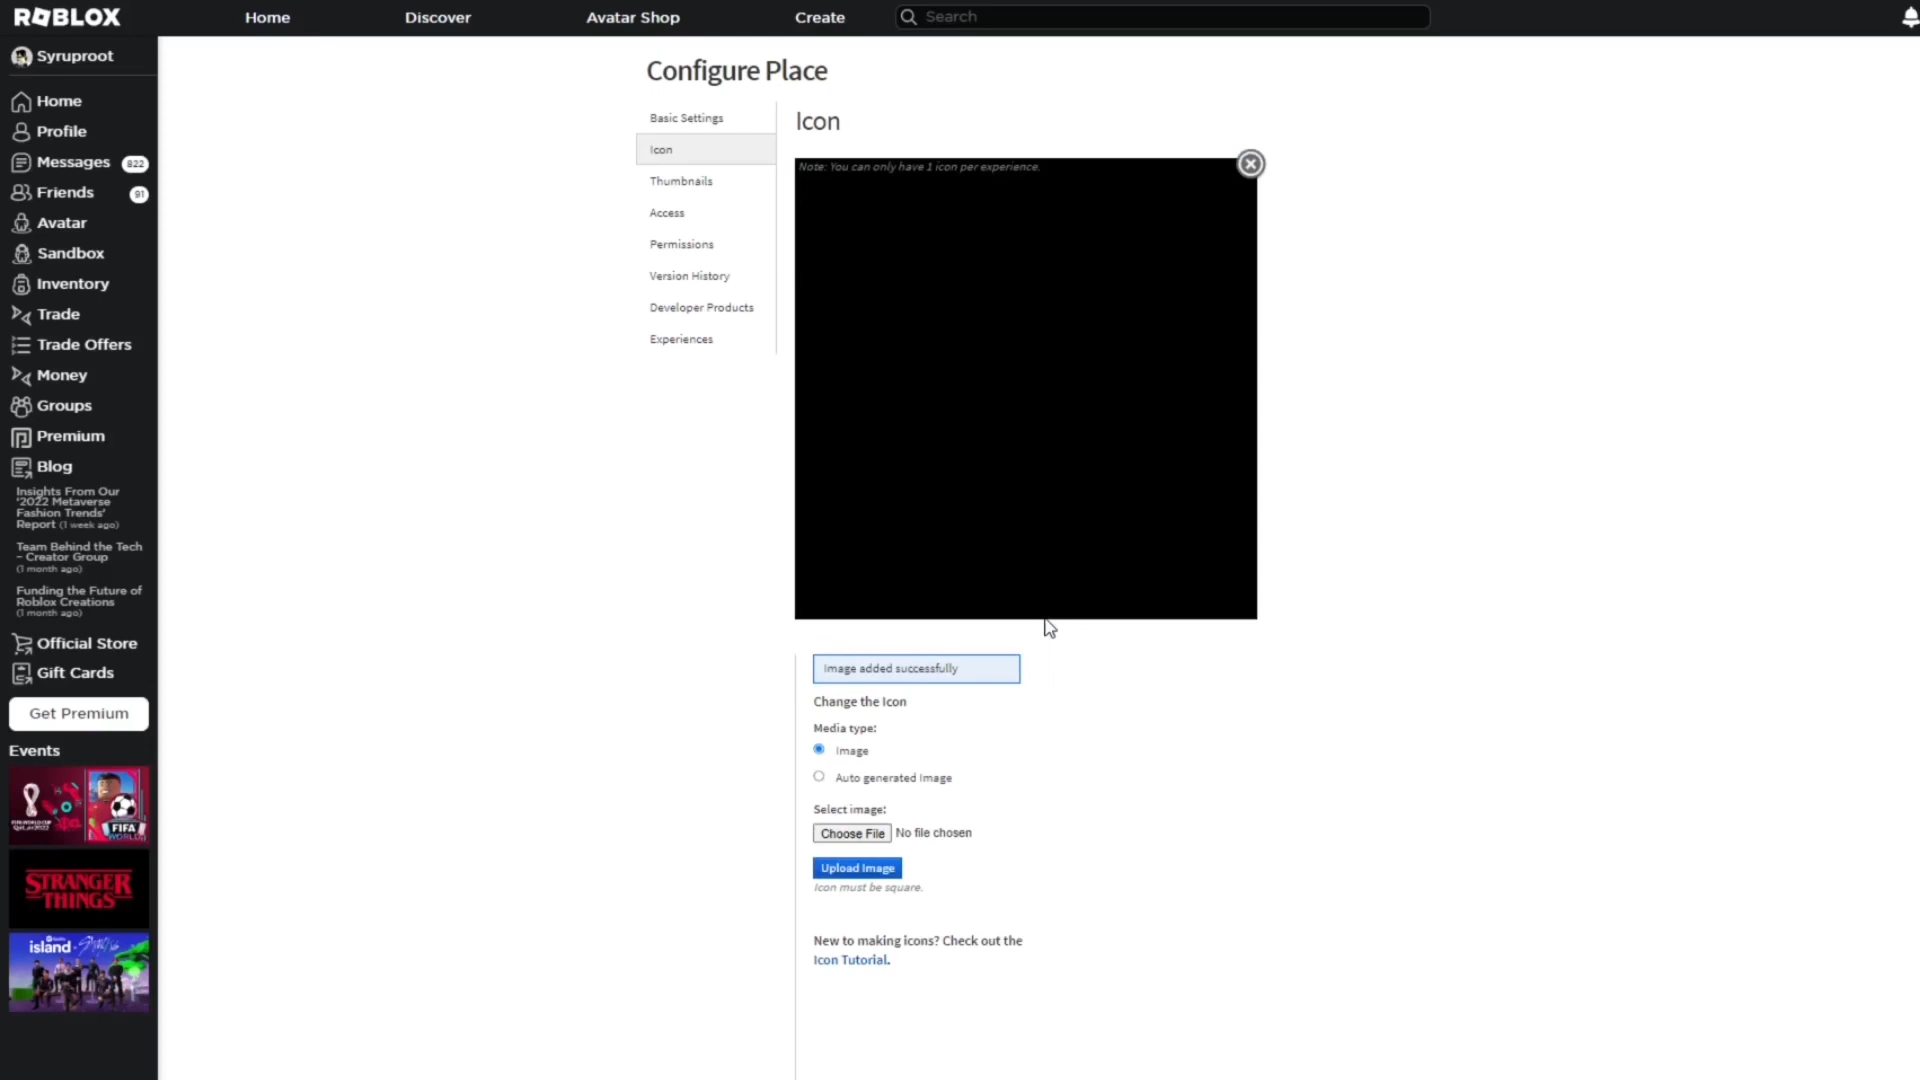 ROBLOX
Home
Discover
Avatar Shop
Create
Search
Syruproot
Home
Profile
Messages 822
Friends 91
Avatar
Sandbox
Inventory
Trade
Trade Offers
Money
Groups
Premium
Blog
Insights From Our
'2022 Metaverse
Fashion Trends'
Report (1 week ago)
Team Behind the Tech
– Creator Group
(1 month ago)
Funding the Future of
Roblox Creations
(1 month ago)
Official Store
Gift Cards
Get Premium
Events
FIFA
WORLD
STRANGER
THINGS
island
Configure Place
Basic Settings
Icon
Thumbnails
Access
Permissions
Version History
Developer Products
Experiences
Icon
Note: You can only have 1 icon per experience.
Image added successfully
Change the Icon
Media type:
Image
Auto generated Image
Select image:
Choose File No file chosen
Upload Image
Icon must be square.
New to making icons? Check out the
Icon Tutorial.